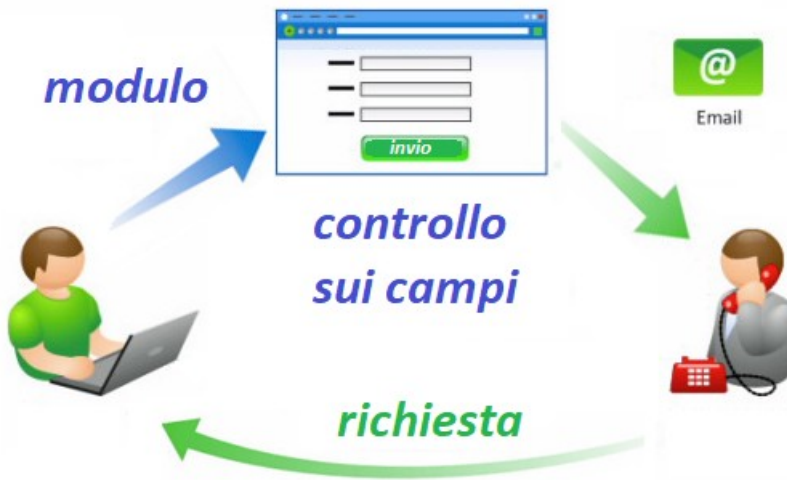 modulo
invio
@
Email
controllo
sui campi
richiesta